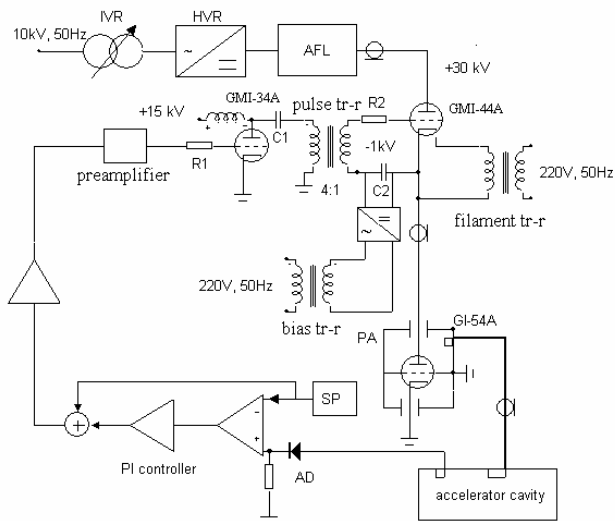 IVR
HVR
10kV, 50Hz
~
=
AFL
+30 kV
GMI-34A
pulse tr-r
R2
GMI-44A
+15 kV
+
-
C1
-1kV
preamplifier
R1
4:1
C2
220V, 50Hz
filament tr-r
~
=
220V, 50Hz
bias tr-r
PA
GI-54A
SP
-
+
+
PI controller
AD
accelerator cavity